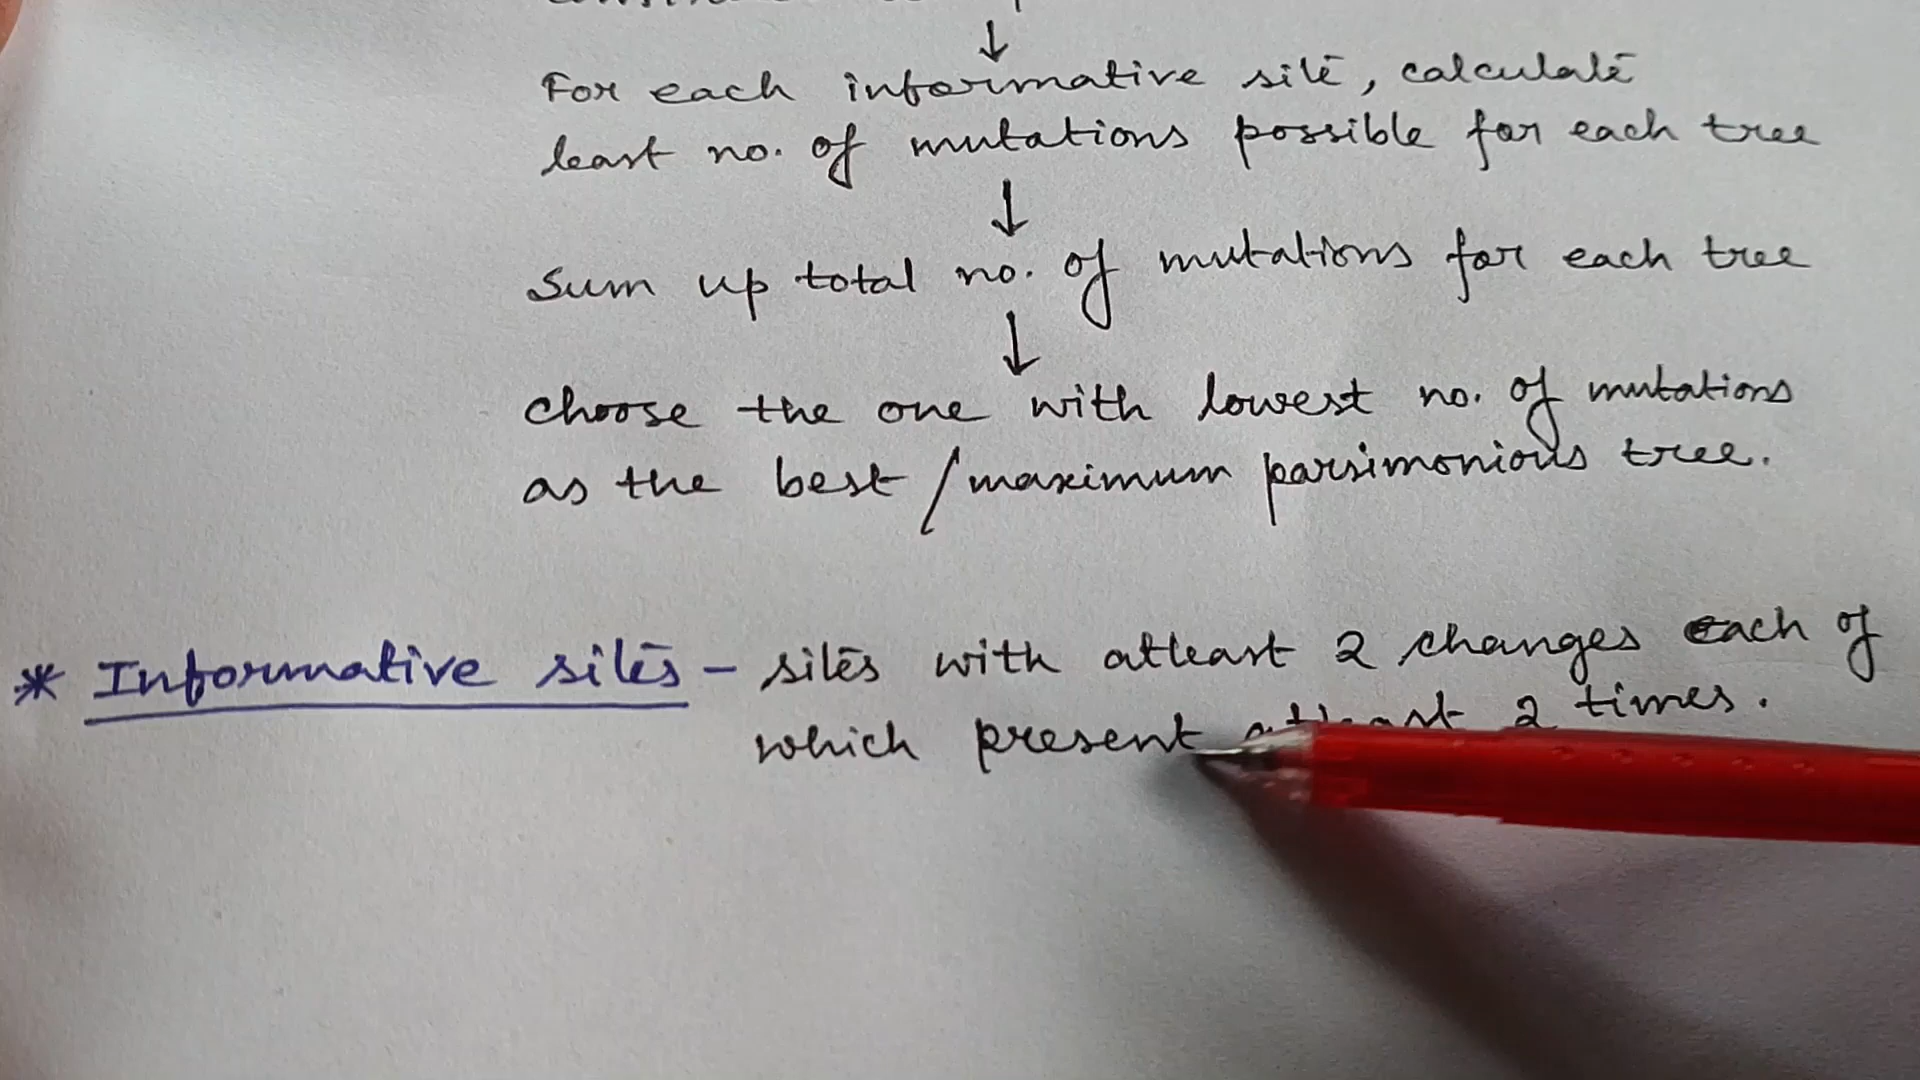 ↓
For each informative site, calculate
least no. of mutations possible for each tree
↓
Sum up total no. of mutations for each tree
↓
choose the one with lowest no. of mutations
as the best / maximum parsimonious tree.
* Informative sites - sites with atleast 2 changes each of
which present atleast 2 times.